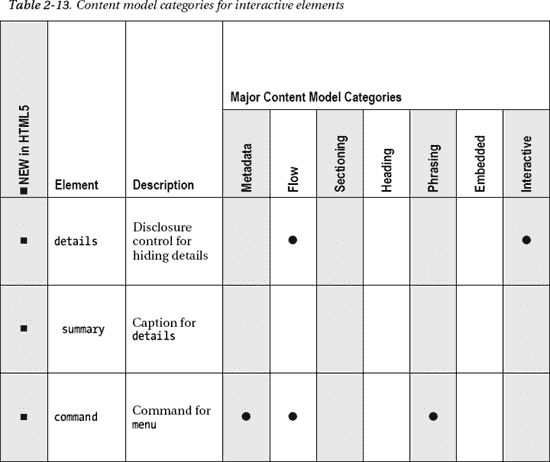 Table 2-13. Content model categories for interactive elements
Major Content Model Categories
■ NEW in HTML5
Element
Description
Metadata
Flow
Sectioning
Heading
Phrasing
Embedded
Interactive
■ details Disclosure ● ●
control for
hiding details
■ summary Caption for
details
■ command Command for ● ● ●
menu